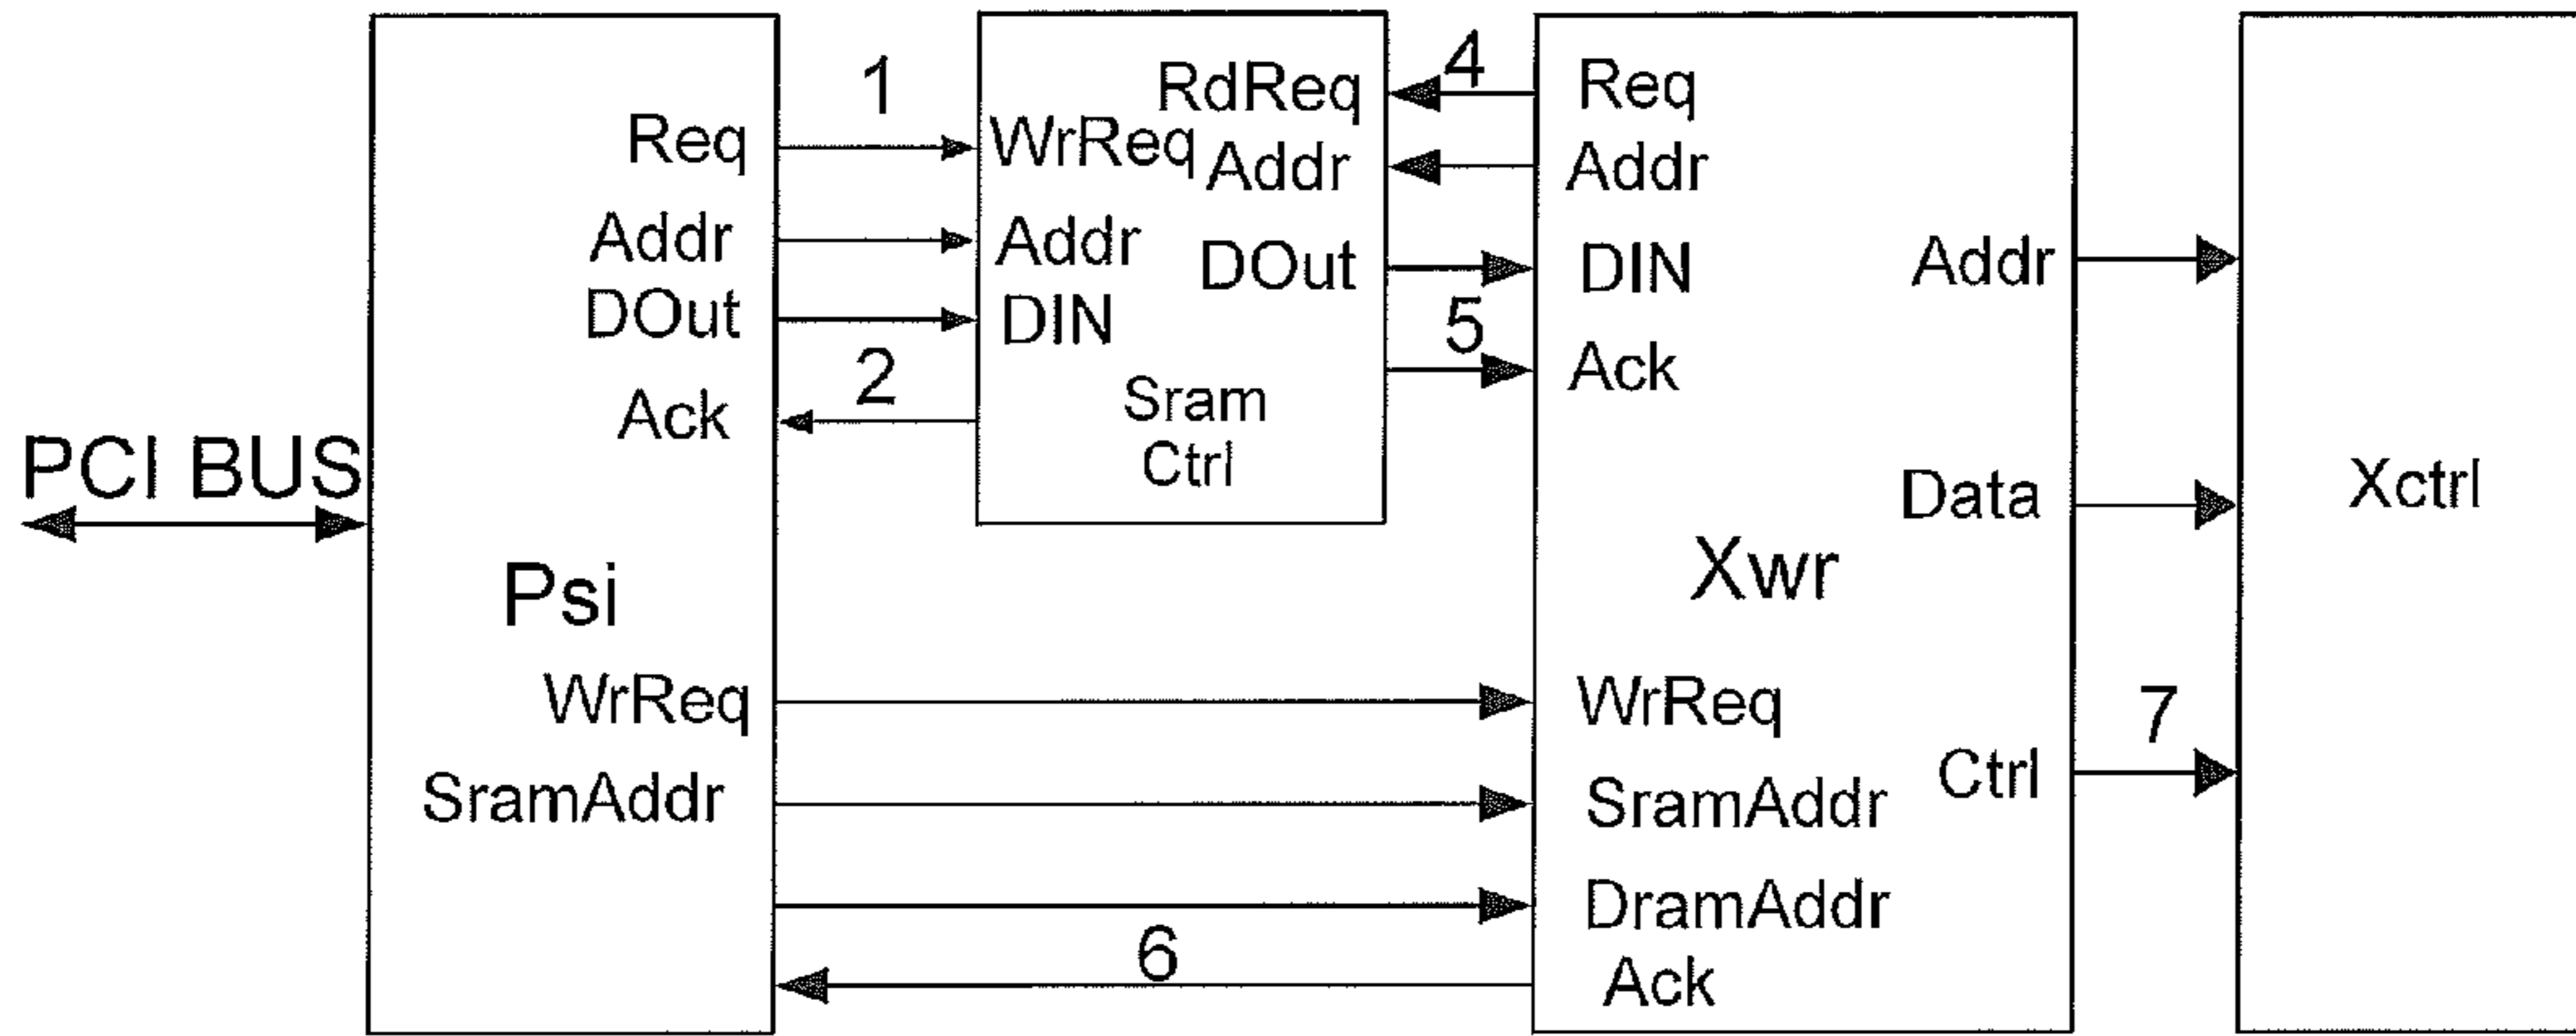 PCI BUS
Req
Addr
DOut
Ack
Psi
WrReq
SramAddr
1
2
WrReq
Addr
DIN
RdReq
Addr
DOut
Sram
Ctrl
4
5
6
Req
Addr
DIN
Ack
Xwr
WrReq
SramAddr
DramAddr
Ack
Addr
Data
Ctrl
7
Xctrl